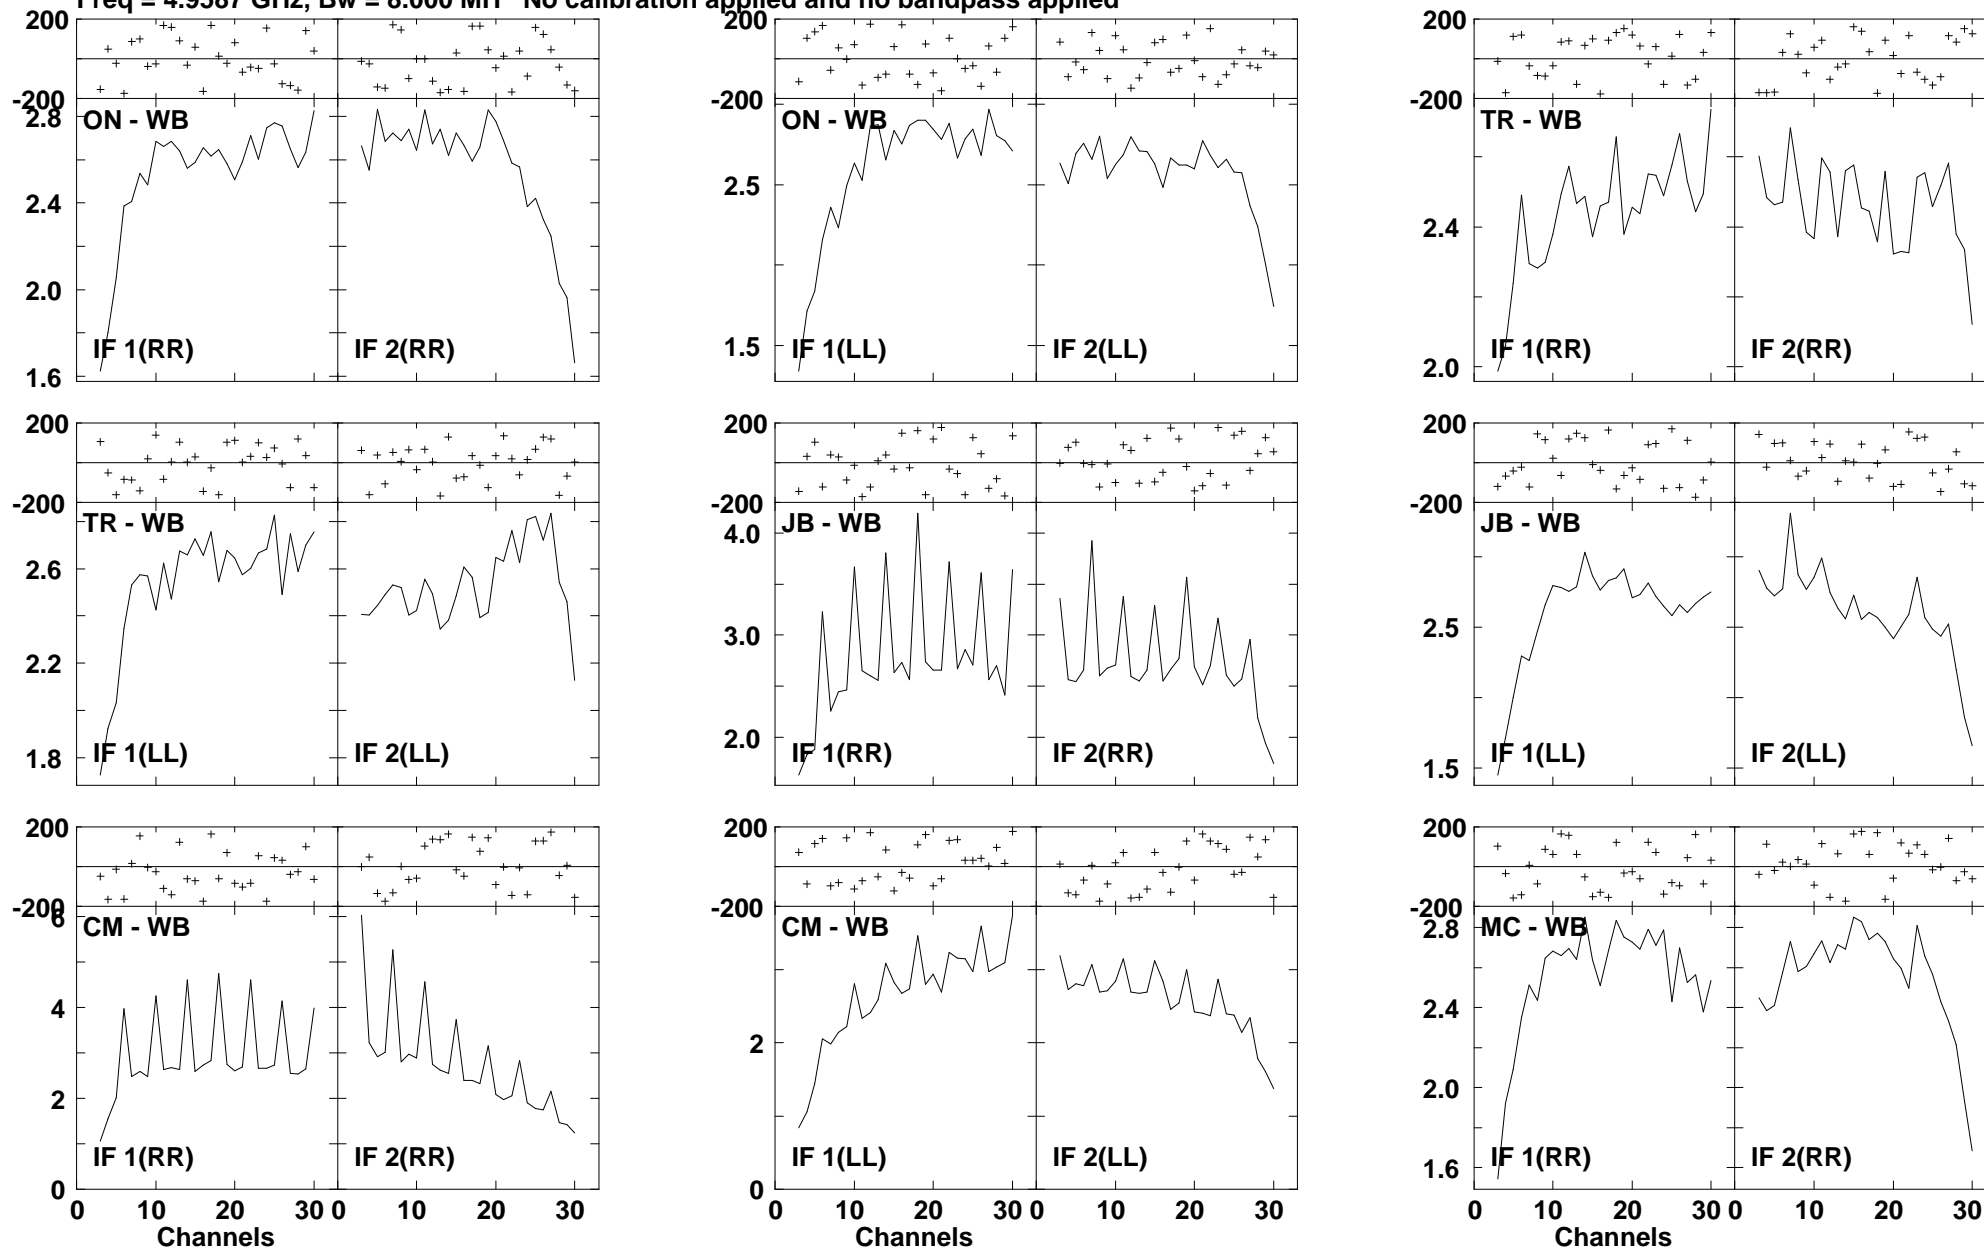 Freq = 4.9587 GHz, Bw = 8.000 MH No calibration applied and no bandpass applied
200 200 200
-200 -200 -200
ON - WB ON - WB TR - WB
2.8
2.4 2.5 2.4
2.0
1.6 1.5 2.0
IF 1(RR) IF 2(RR) IF 1(LL) IF 2(LL) IF 1(RR) IF 2(RR)
200 200 200
-200 -200 -200
TR - WB JB - WB JB - WB
2.6 4.0
2.2 3.0 2.5
1.8 2.0 1.5
IF 1(LL) IF 2(LL) IF 1(RR) IF 2(RR) IF 1(LL) IF 2(LL)
200 200 200
-200 -200 -200
6 2.8
CM - WB CM - WB MC - WB
4 2 2.4
2 2.0
0 0 1.6
IF 1(RR) IF 2(RR) IF 1(LL) IF 2(LL) IF 1(RR) IF 2(RR)
0 10 20 30 0 10 20 30 0 10 20 30 0 10 20 30 0 10 20 30 0 10 20 30
Channels Channels Channels